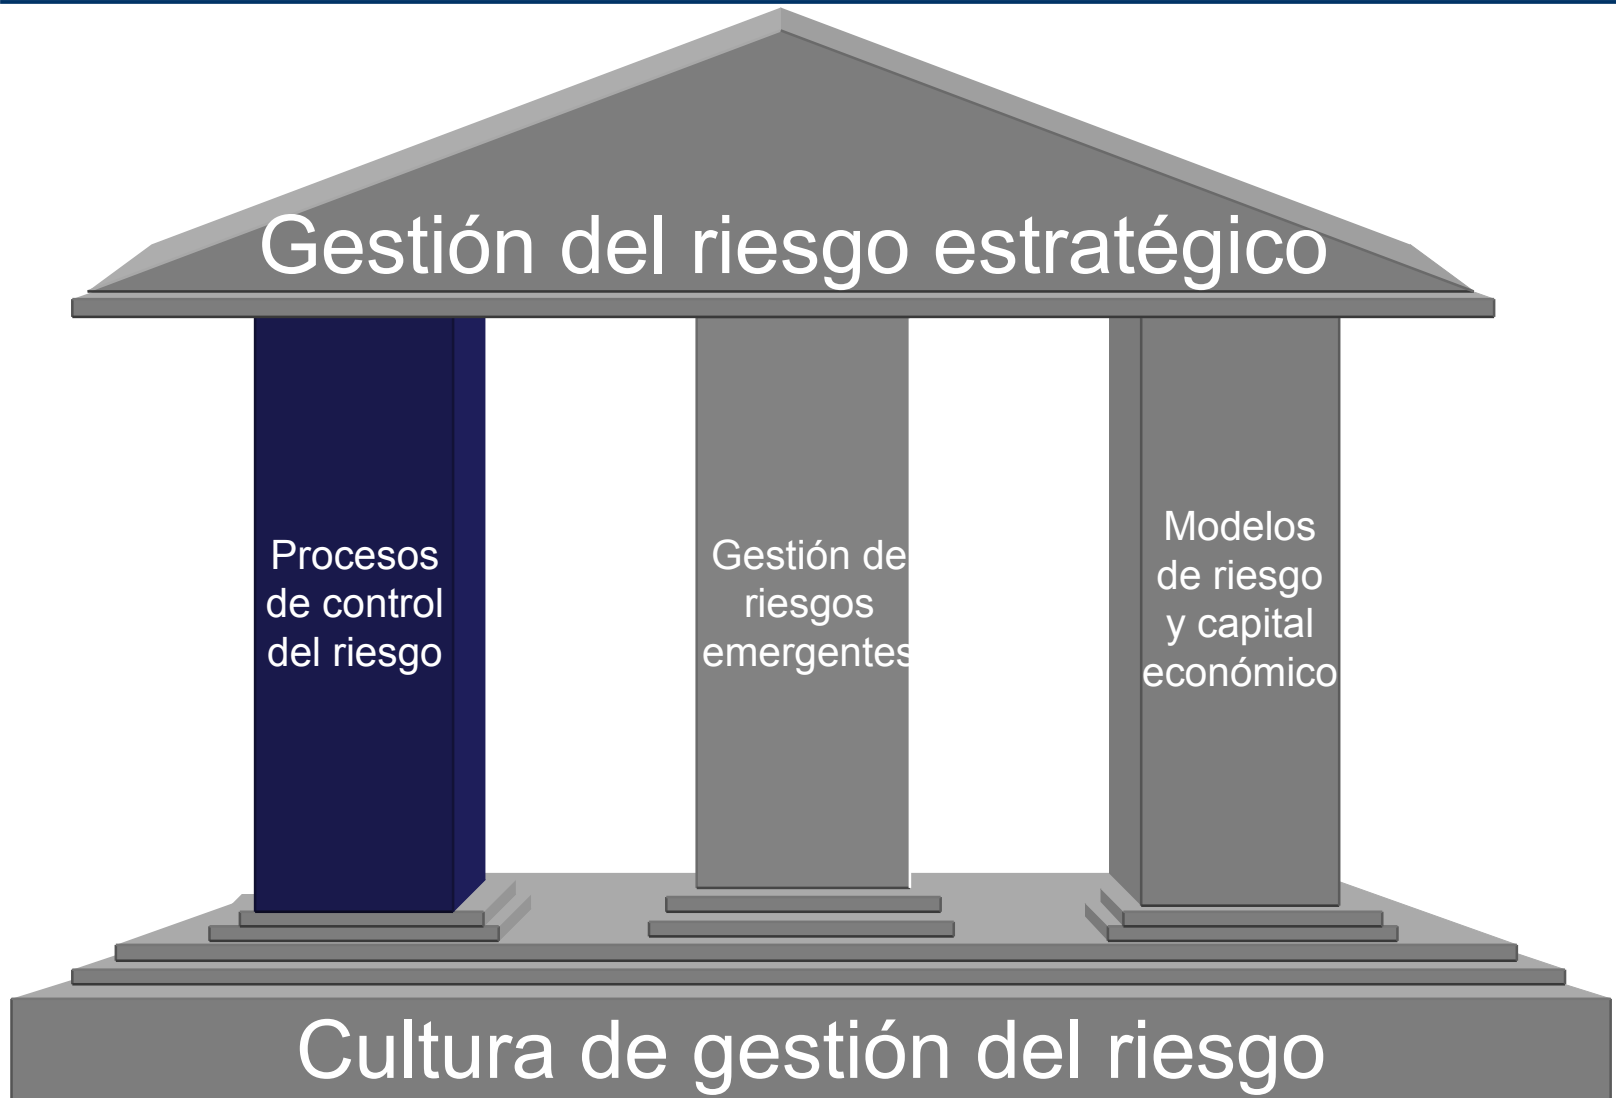 Gestión del riesgo estratégico
Procesos
de control
del riesgo
Gestión de
riesgos
emergentes
Modelos
de riesgo
y capital
económico
Cultura de gestión del riesgo